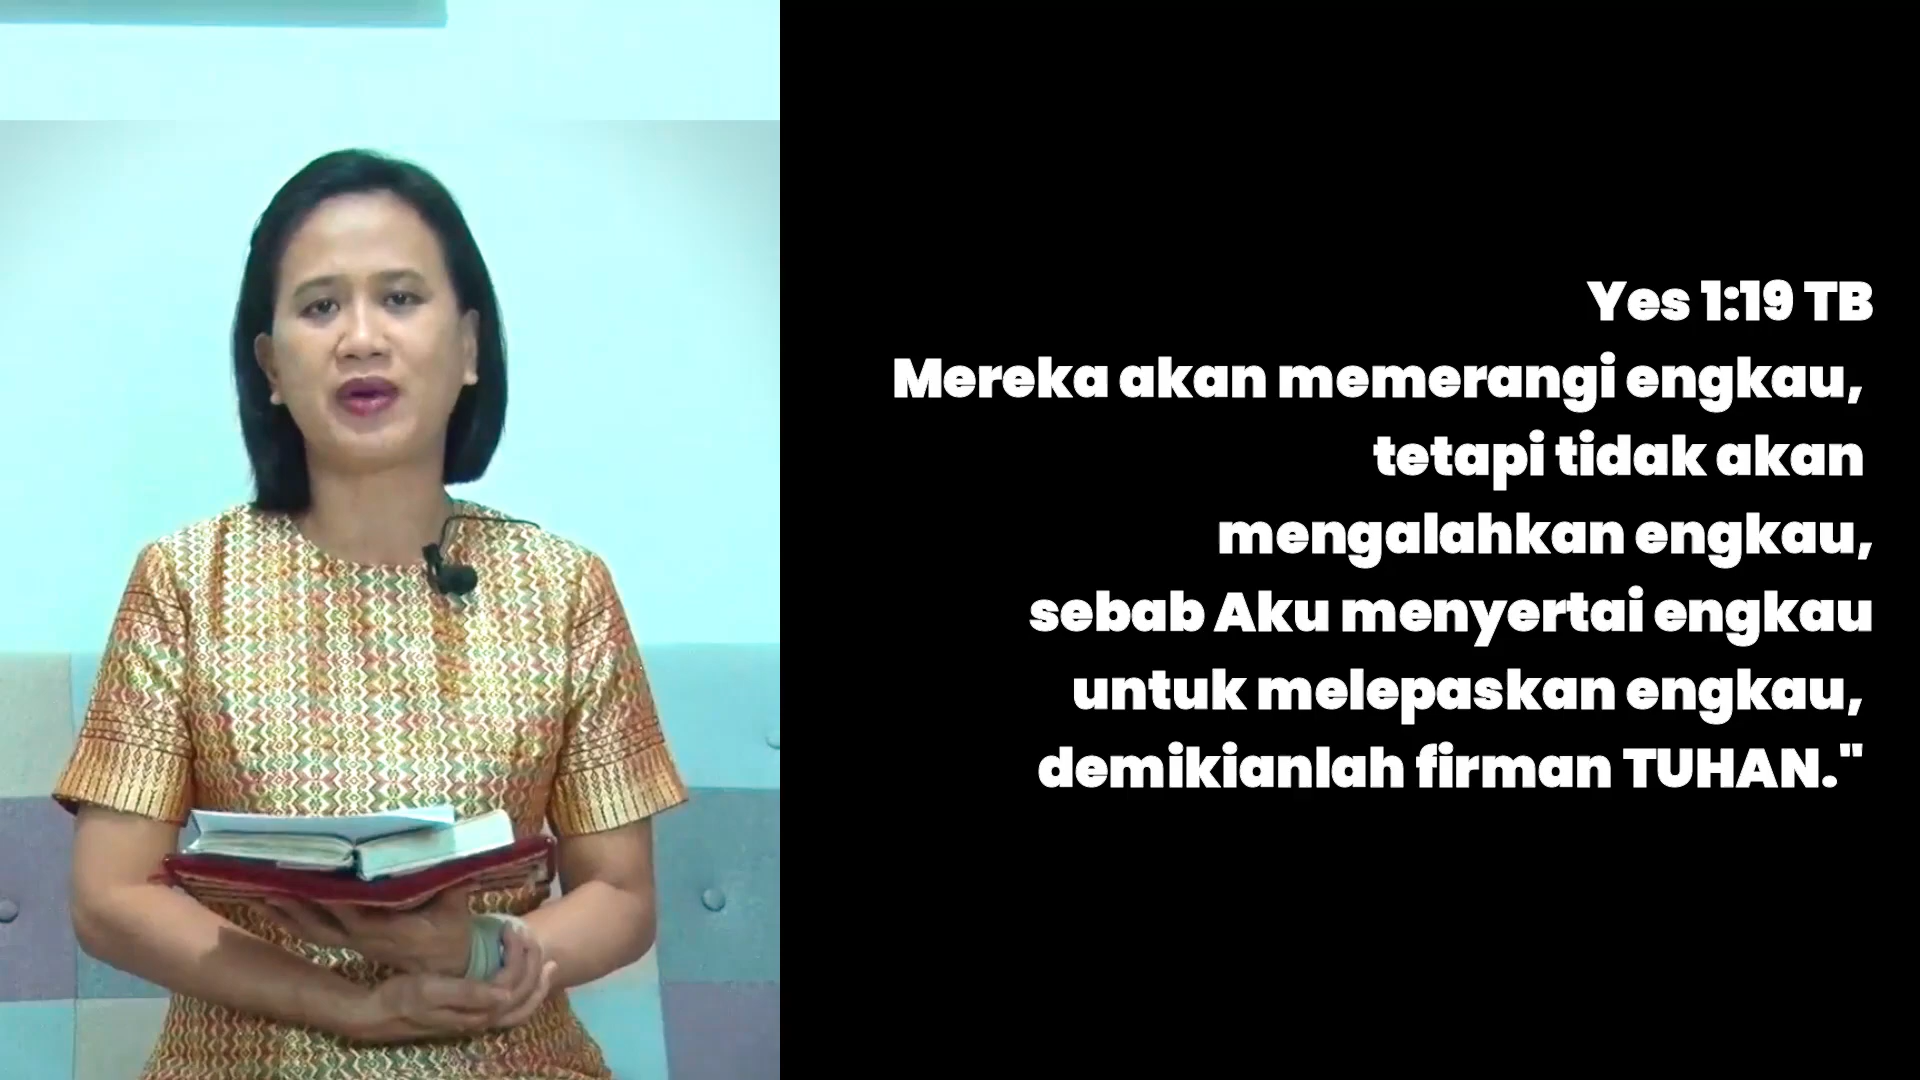 Yes 1:19 TB
Mereka akan memerangi engkau,
tetapi tidak akan
mengalahkan engkau,
sebab Aku menyertai engkau
untuk melepaskan engkau,
demikianlah firman TUHAN."